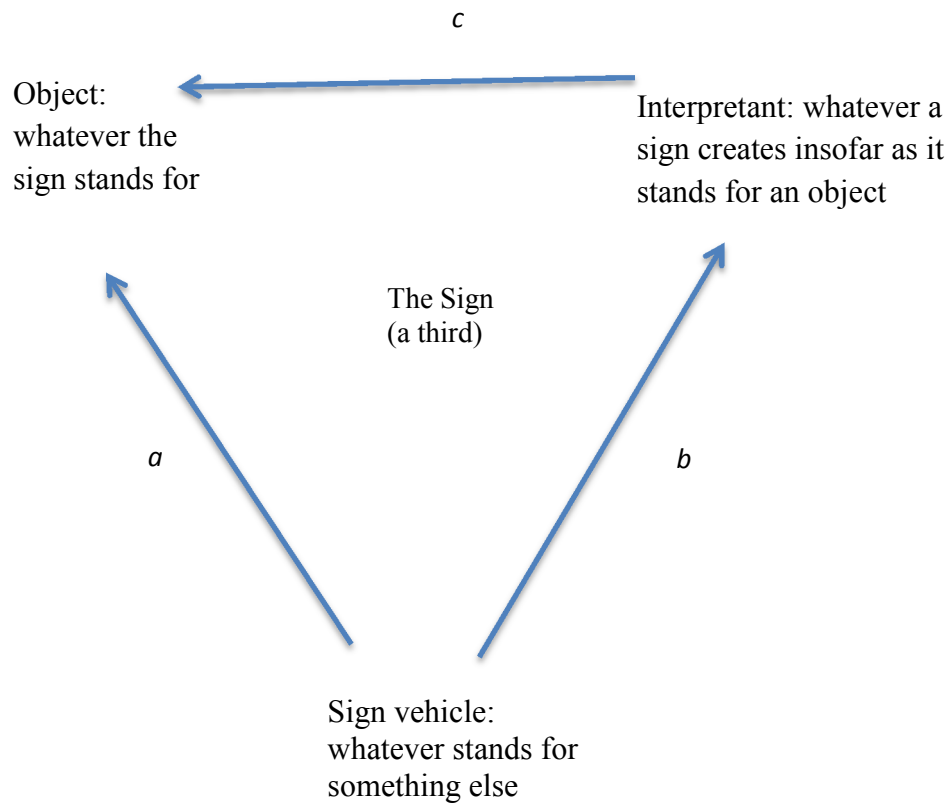 c
Object:
whatever the
sign stands for
Interpretant: whatever a
sign creates insofar as it
stands for an object
The Sign
(a third)
a
b
Sign vehicle:
whatever stands for
something else